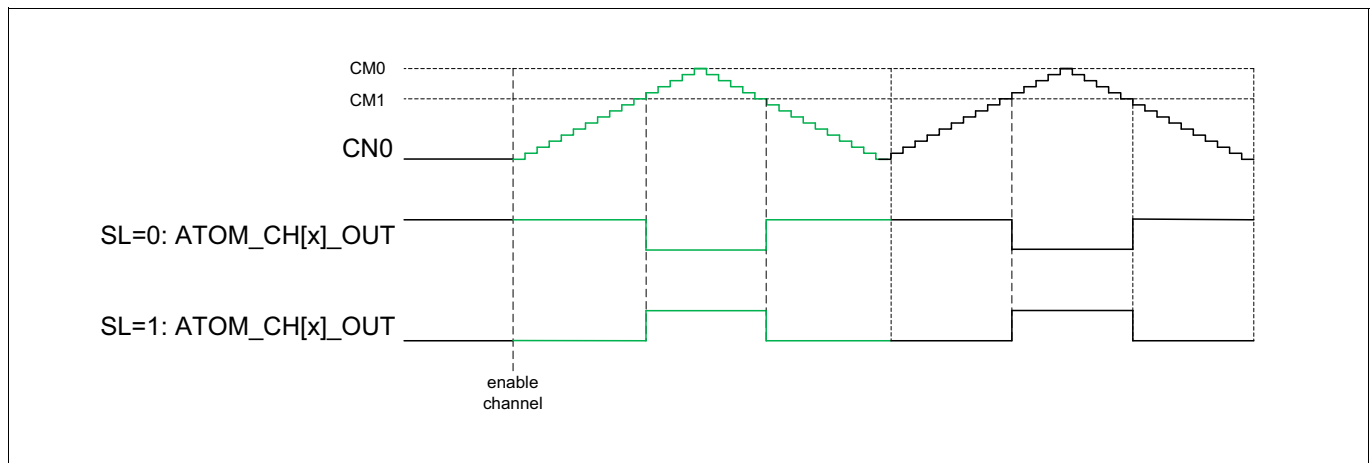 CM0
CM1
CN0
SL=0: ATOM_CH[x]_OUT
SL=1: ATOM_CH[x]_OUT
enable
channel